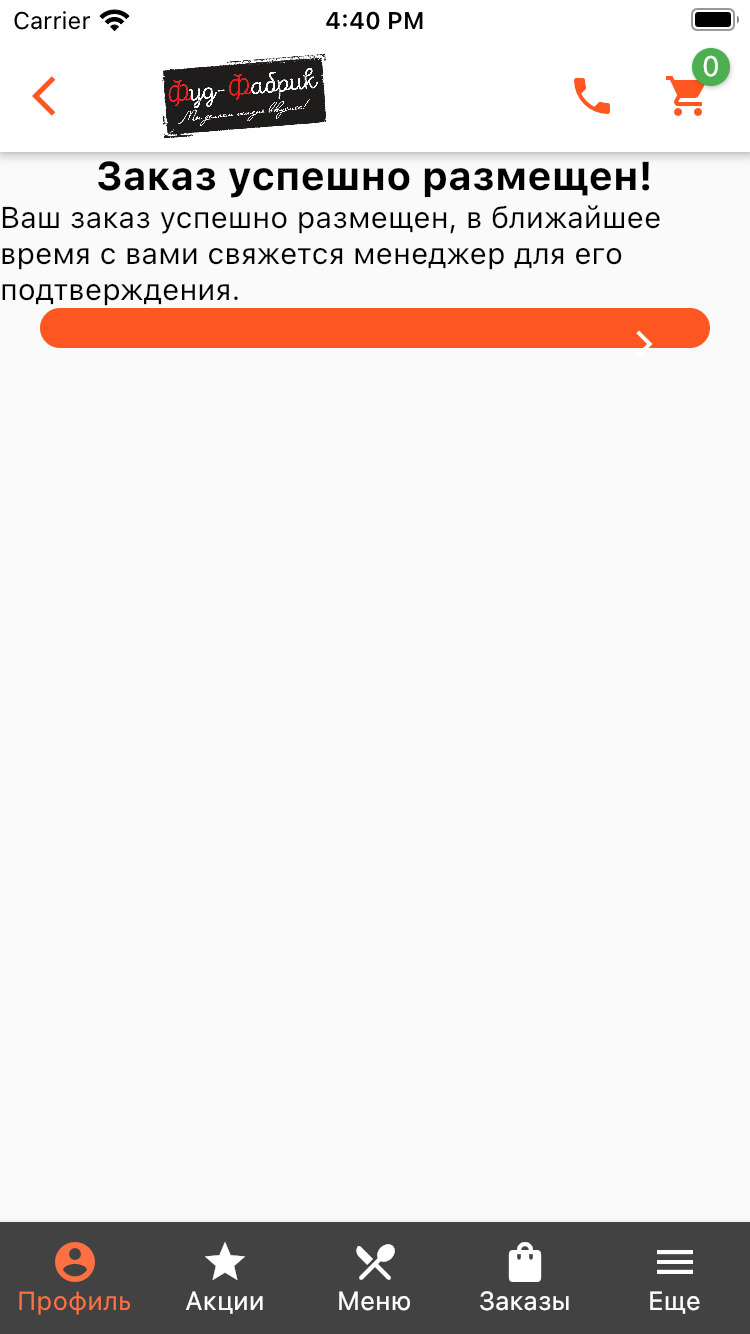 Carrier
4:40 PM
Фуд-Фабрик
Мы делаем жизнь вкуснее!
0
Заказ успешно размещен!
Ваш заказ успешно размещен, в ближайшее
время с вами свяжется менеджер для его
подтверждения.
Профиль
Акции
Меню
Заказы
Еще